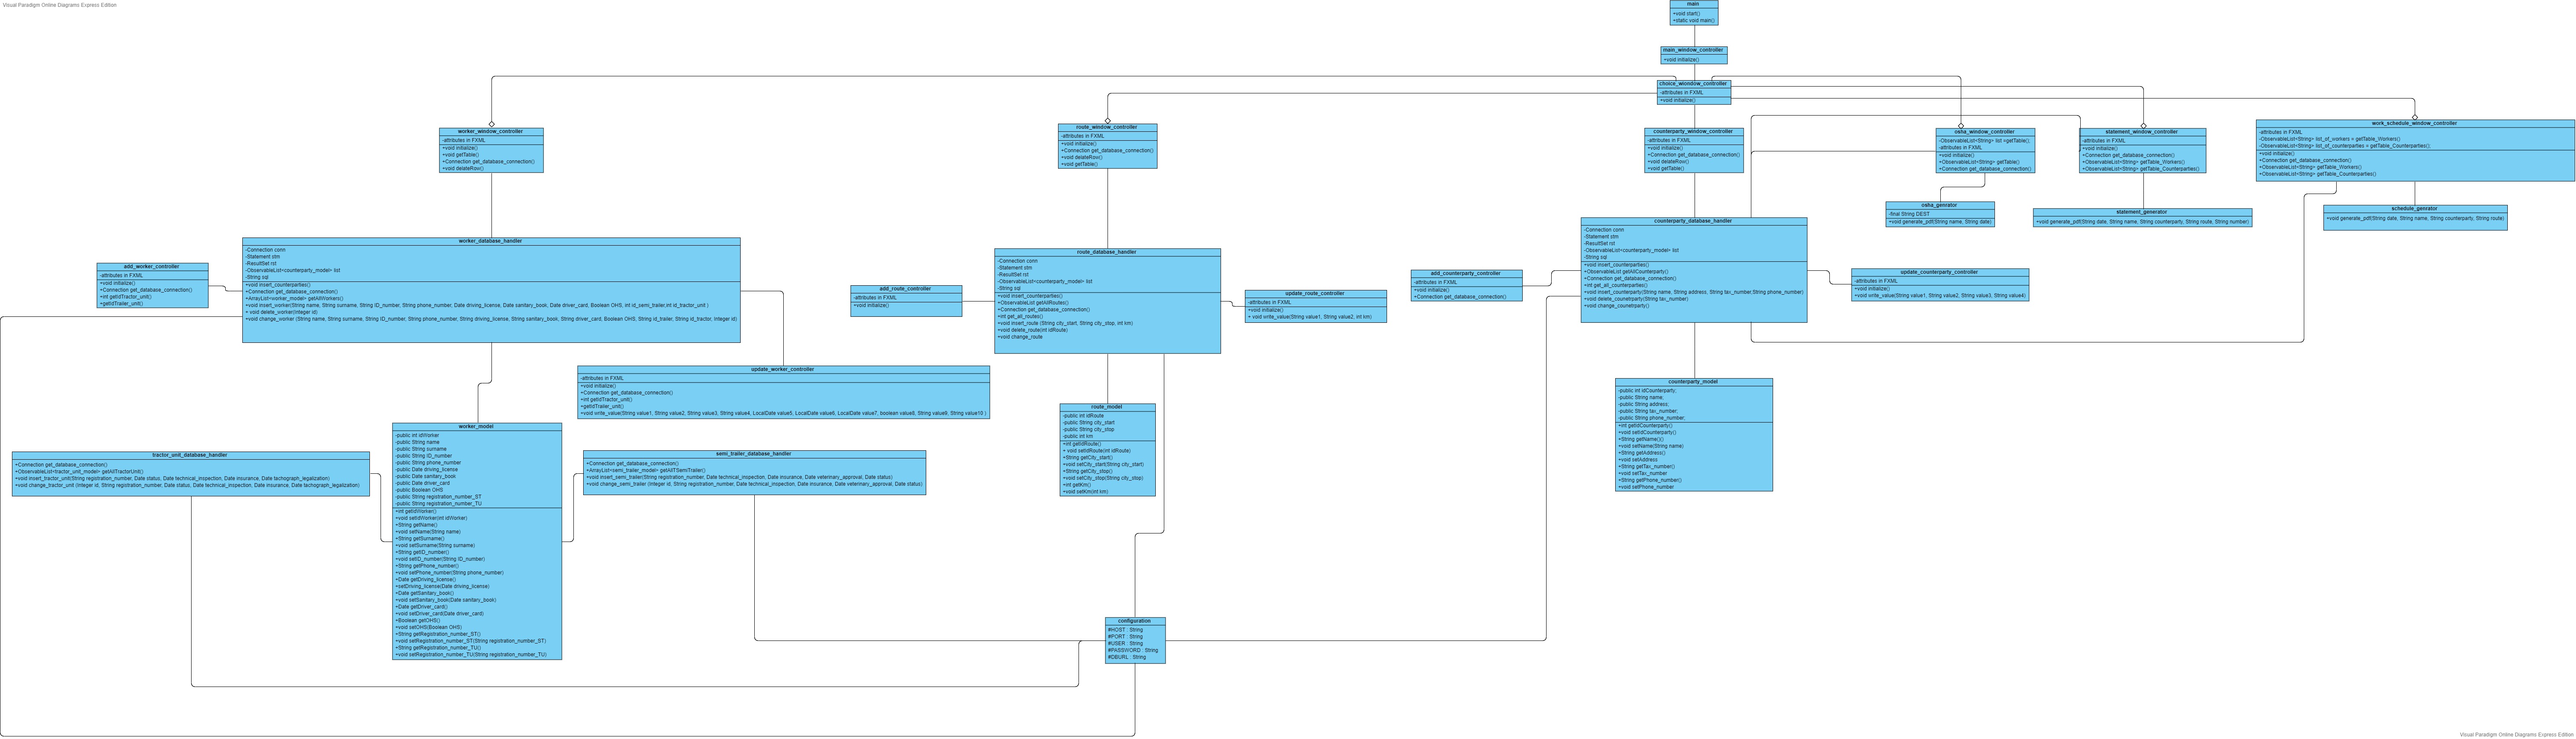 Visual Paradigm Online Diagrams Express Edition
main
+void start()
+static void main()
main_window_controller
+void initialize()
choice_wiondow_controller
-attributes in FXML
+void initialize()
worker_window_controller
-attributes in FXML
+void initialize()
+void getTable()
+Connection get_database_connection()
+void delateRow()
route_window_controller
-attributes in FXML
+void initialize()
+Connection get_database_connection()
+void delateRow()
+void getTable()
counterparty_window_controller
-attributes in FXML
+void initialize()
+Connection get_database_connection()
+void delateRow()
+void getTable()
osha_window_controller
-ObservableList<String> list =getTable();
-attributes in FXML
+void initialize()
+ObservableList<String> getTable()
+Connection get_database_connection()
statement_window_controller
-attributes in FXML
+void initialize()
+Connection get_database_connection()
+ObservableList<String> getTable_Workers()
+ObservableList<String> getTable_Counterparties()
work_schedule_window_controller
-attributes in FXML
-ObservableList<String> list_of_workers = getTable_Workers()
-ObservableList<String> list_of_counterparties = getTable_Counterparties()
+void initialize()
+Connection get_database_connection()
+ObservableList<String> getTable_Workers()
+ObservableList<String> getTable_Counterparties()
osha_genrator
-final String DEST
+void generate_pdf(String name, String date)
statement_generator
+void generate_pdf(String date, String name, String counterparty, String route, String number)
schedule_genrator
+void generate_pdf(String date, String name, String counterparty, String route)
worker_database_handler
-Connection conn
-Statement stm
-ResultSet rst
-ObservableList<counterparty_model> list
-String sql
+void insert_counterparties()
+Connection get_database_connection()
+ArrayList<worker_model> getAllWorkers()
+void insert_worker(String name, String surname, String ID_number, String phone_number, Date driving_license, Date sanitary_book, Date driver_card, Boolean OHS, int id_semi_trailer,int id_tractor_unit )
+ void delete_worker(Integer id)
+void change_worker (String name, String surname, String ID_number, String phone_number, String driving_license, String sanitary_book, String driver_card, Boolean OHS, String id_trailer, String id_tractor, Integer id)
add_worker_controller
-attributes in FXML
+void initialize()
+Connection get_database_connection()
+int getIdTractor_unit()
+getIdTrailer_unit()
route_database_handler
-Connection conn
-Statement stm
-ResultSet rst
-ObservableList<counterparty_model> list
-String sql
+void insert_counterparties()
+ObservableList getAllRoutes()
+Connection get_database_connection()
+int get_all_routes()
+void insert_route (String city_start, String city_stop, int km)
+void delete_route(int idRoute)
+void change_route
add_route_controller
-attributes in FXML
+void initialize()
update_route_controller
-attributes in FXML
+void initialize()
+ void write_value(String value1, String value2, int km)
counterparty_database_handler
-Connection conn
-Statement stm
-ResultSet rst
-ObservableList<counterparty_model> list
-String sql
+void insert_counterparties()
+ObservableList getAllCounterparty()
+Connection get_database_connection()
+int get_all_counterparties()
+void insert_counterparty(String name, String address, String tax_number,String phone_number)
+void delete_counetrparty(String tax_number)
+void change_counetrparty()
add_counterparty_controller
-attributes in FXML
+void initialize()
+Connection get_database_connection()
update_counterparty_controller
-attributes in FXML
+void initialize()
+void write_value(String value1, String value2, String value3, String value4)
update_worker_controller
-attributes in FXML
+void initialize()
+Connection get_database_connection()
+int getIdTractor_unit()
+getIdTrailer_unit()
+void write_value(String value1, String value2, String value3, String value4, LocalDate value5, LocalDate value6, LocalDate value7, boolean value8, String value9, String value10 )
counterparty_model
-public int idCounterparty;
-public String name;
-public String address;
-public String tax_number;
-public String phone_number;
+int getIdCounterparty()
+void setIdCounterparty()
+String getName()()
+void setName(String name)
+String getAddress()
+void setAddress
+String getTax_number()
+void setTax_number
+String getPhone_number()
+void setPhone_number
route_model
-public int idRoute
-public String city_start
-public String city_stop
-public int km
+int getIdRoute()
+ void setIdRoute(int idRoute)
+String getCity_start()
+void setCity_start(String city_start)
+String getCity_stop()
+void setCity_stop(String city_stop)
+int getKm()
+void setKm(int km)
worker_model
-public int idWorker
-public String name
-public String surname
-public String ID_number
-public String phone_number
-public Date driving_license
-public Date sanitary_book
-public Date driver_card
-public Boolean OHS
-public String registration_number_ST
-public String registration_number_TU
+int getIdWorker()
+void setIdWorker(int idWorker)
+String getName()
+void setName(String name)
+String getSurname()
+void setSurname(String surname)
+String getID_number()
+void setID_number(String ID_number)
+String getPhone_number()
+void setPhone_number(String phone_number)
+Date getDriving_license()
+setDriving_license(Date driving_license)
+Date getSanitary_book()
+void setSanitary_book(Date sanitary_book)
+Date getDriver_card()
+void setDriver_card(Date driver_card)
+Boolean getOHS()
+void setOHS(Boolean OHS)
+String getRegistration_number_ST()
+void setRegistration_number_ST(String registration_number_ST)
+String getRegistration_number_TU()
+void setRegistration_number_TU(String registration_number_TU)
tractor_unit_database_handler
+Connection get_database_connection()
+ObservableList<tractor_unit_model> getAllTractorUnit()
+void insert_tractor_unit(String registration_number, Date status, Date technical_inspection, Date insurance, Date tachograph_legalization)
+void change_tractor_unit (Integer id, String registration_number, Date status, Date technical_inspection, Date insurance, Date tachograph_legalization)
semi_trailer_database_handler
+Connection get_database_connection()
+ArrayList<semi_trailer_model> getAllTSemiTrailer()
+void insert_semi_trailer(String registration_number, Date technical_inspection, Date insurance, Date veterinary_approval, Date status)
+void change_semi_trailer (Integer id, String registration_number, Date technical_inspection, Date insurance, Date veterinary_approval, Date status)
configuration
#HOST : String
#PORT : String
#USER : String
#PASSWORD : String
#DBURL : String
Visual Paradigm Online Diagrams Express Edition